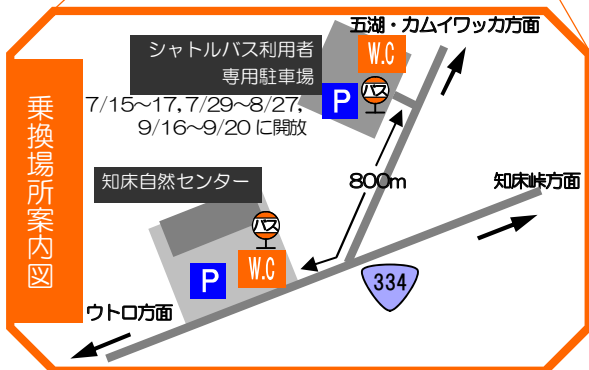 乗換場所案内図
五湖・カムイワッカ方面
シャトルバス利用者
専用駐車場
W.C
P
バス
7/15～17,7/29～8/27,
9/16～9/20 に開放
知床自然センター
800m
知床峠方面
バス
P
W.C
334
ウトロ方面